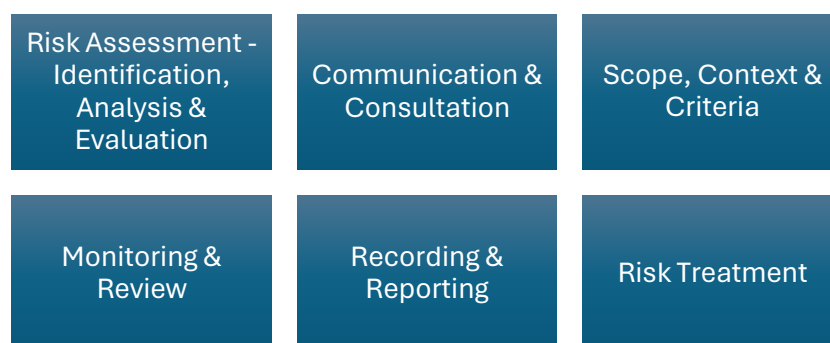 Risk Assessment -
Identification,
Analysis &
Evaluation
Communication &
Consultation
Scope, Context &
Criteria
Monitoring &
Review
Recording &
Reporting
Risk Treatment